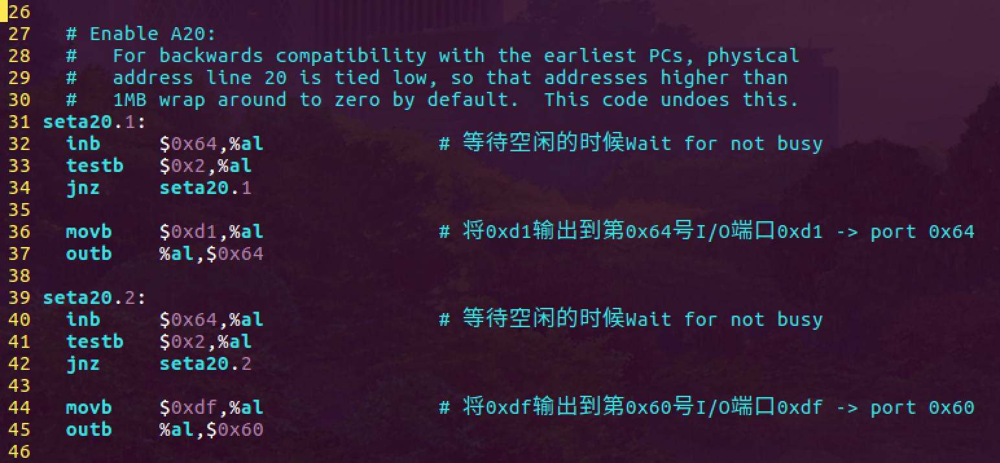 26
27   # Enable A20:
28   #   For backwards compatibility with the earliest PCs, physical
29   #   address line 20 is tied low, so that addresses higher than
30   #   1MB wrap around to zero by default.  This code undoes this.
31 seta20.1:
32   inb     $0x64,%al               # 等待空闲的时候Wait for not busy
33   testb   $0x2,%al
34   jnz     seta20.1
35
36   movb    $0xd1,%al               # 将0xd1输出到第0x64号I/O端口0xd1 -> port 0x64
37   outb    %al,$0x64
38
39 seta20.2:
40   inb     $0x64,%al               # 等待空闲的时候Wait for not busy
41   testb   $0x2,%al
42   jnz     seta20.2
43
44   movb    $0xdf,%al               # 将0xdf输出到第0x60号I/O端口0xdf -> port 0x60
45   outb    %al,$0x60
46